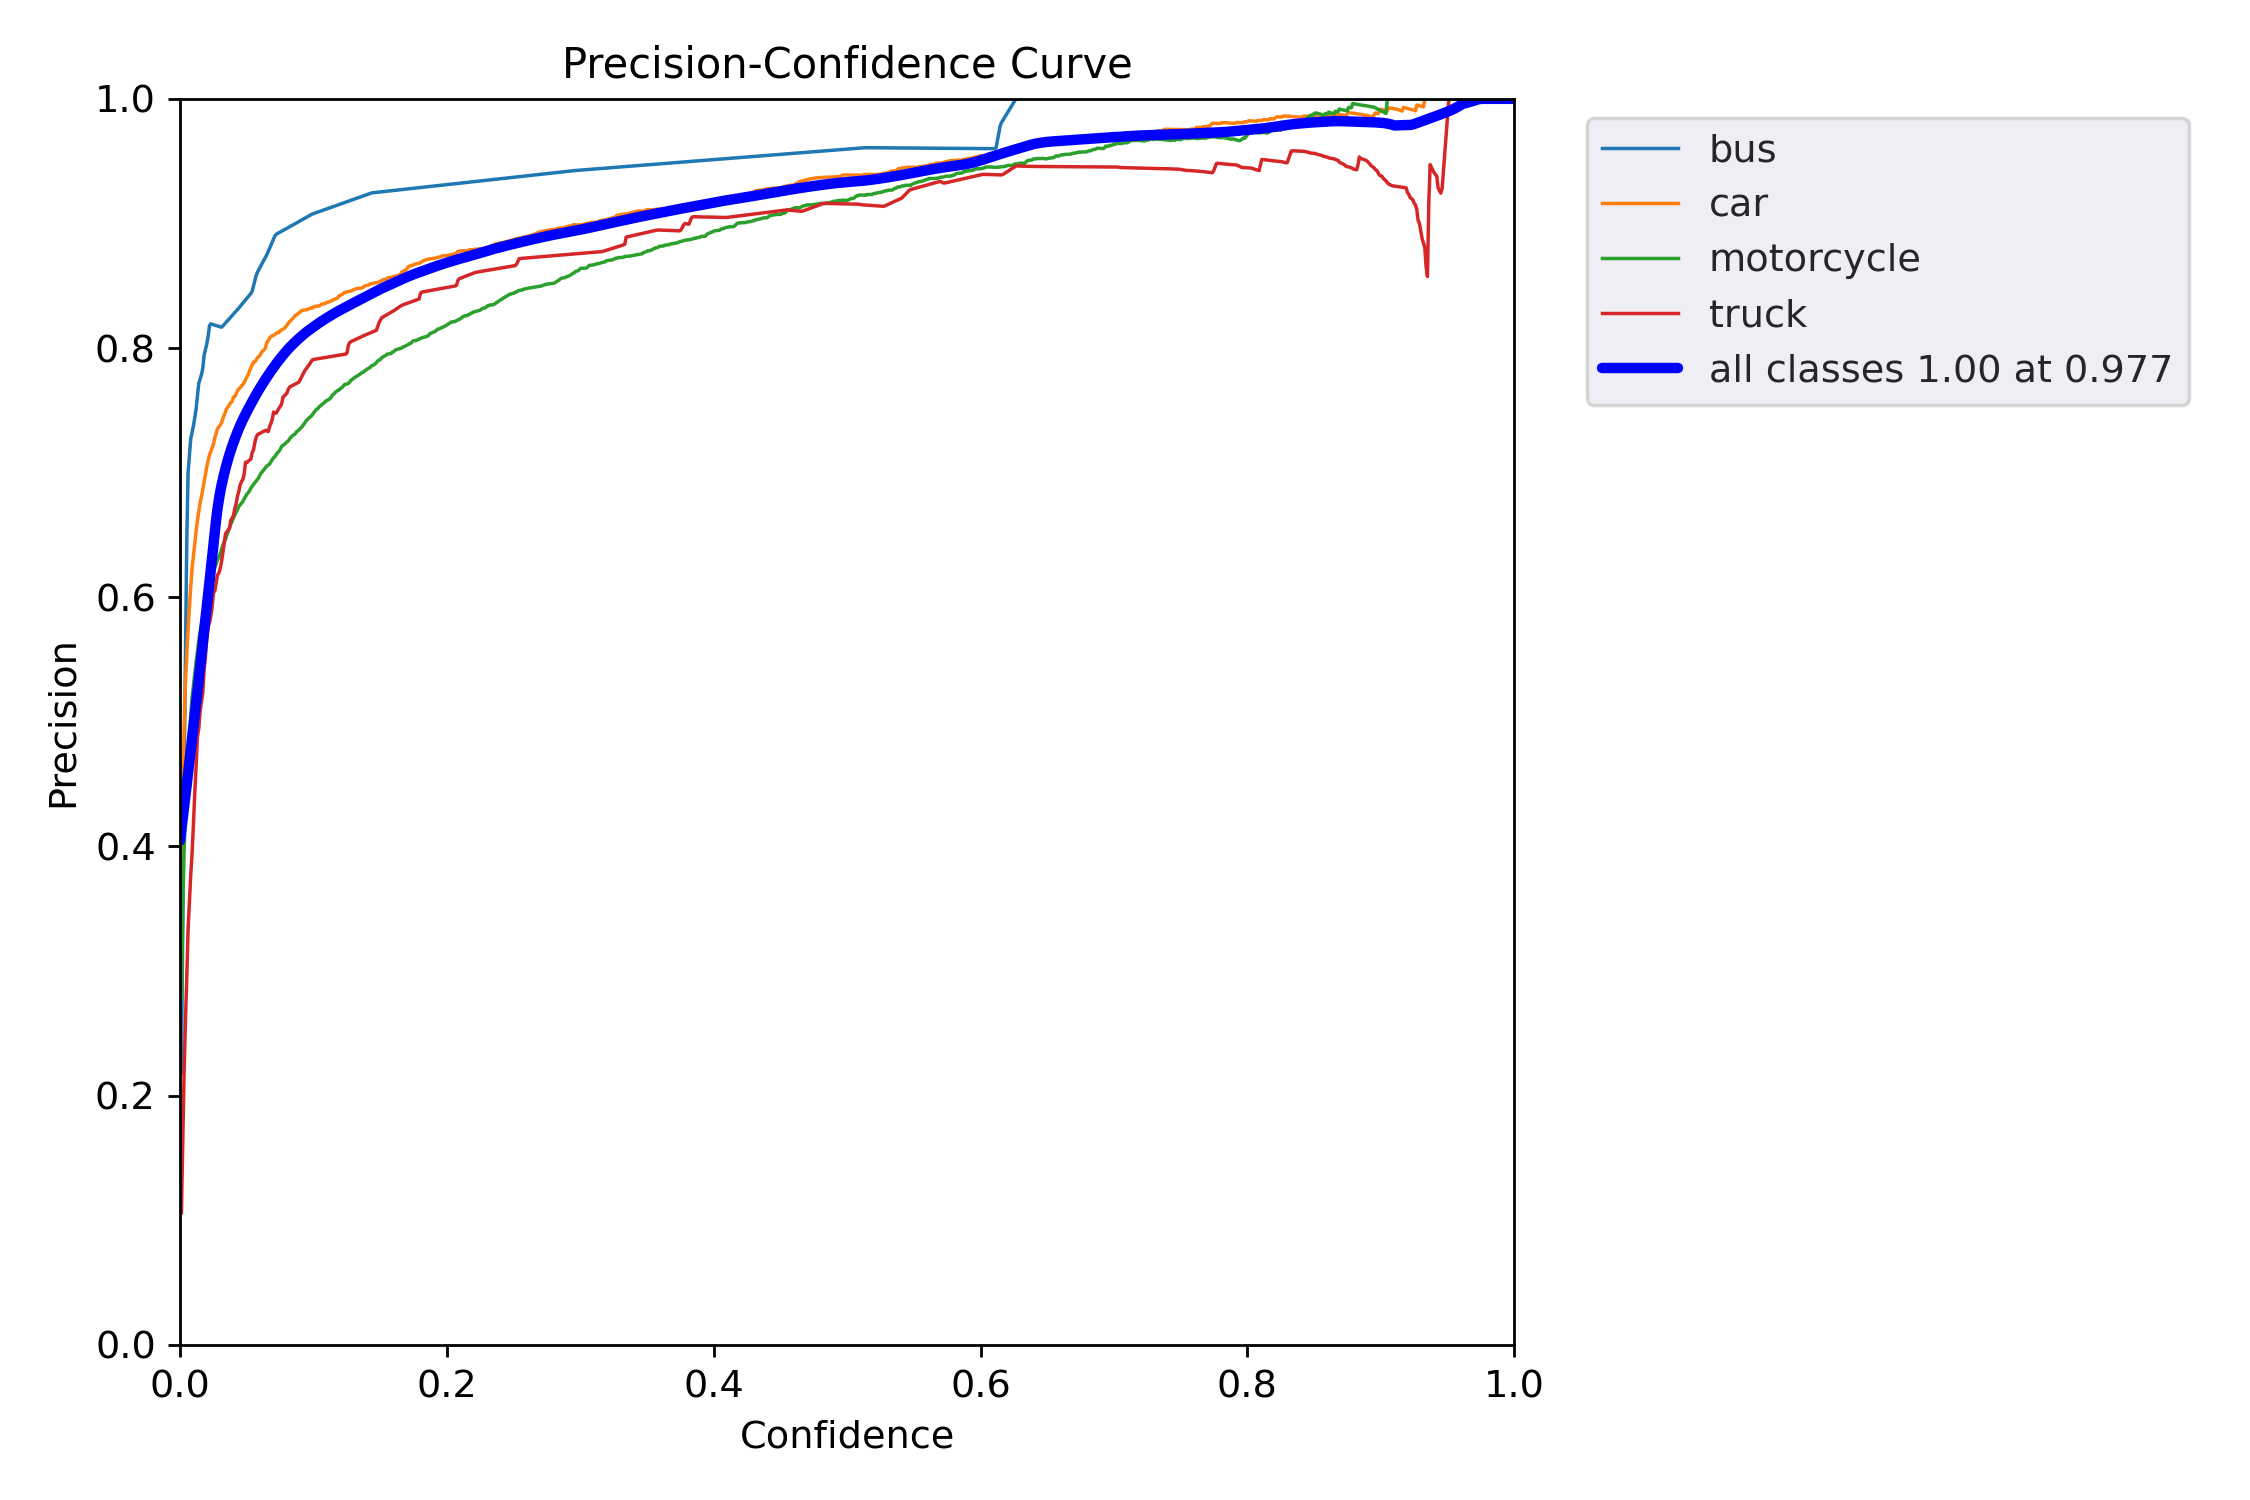 Precision-Confidence Curve
1.0
0.8
0.6
0.4
0.2
0.0
Precision
0.0 0.2 0.4 0.6 0.8 1.0
Confidence
bus
car
motorcycle
truck
all classes 1.00 at 0.977